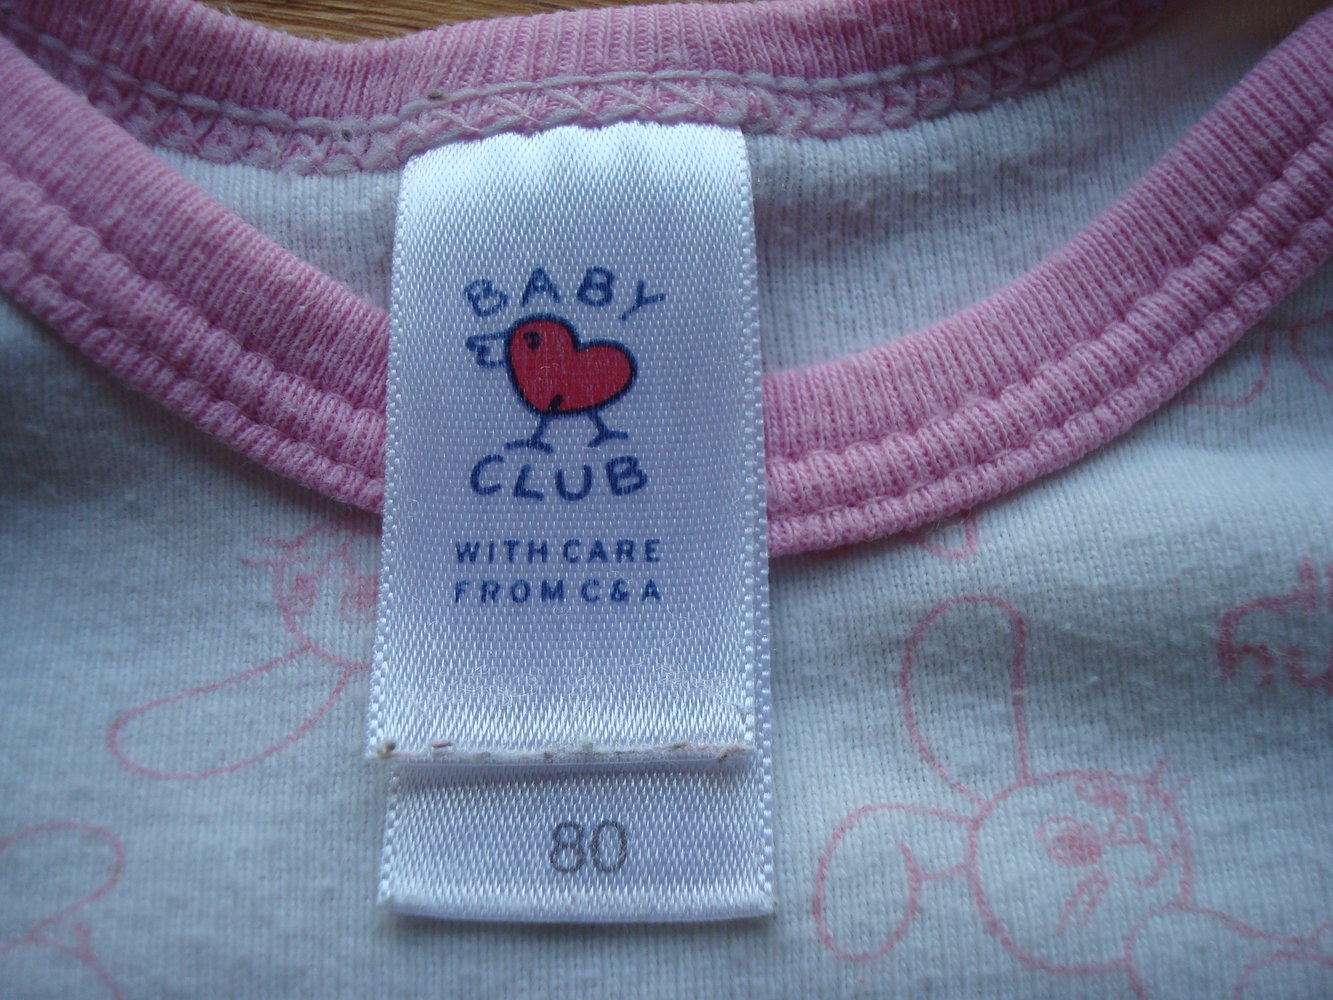 BABY
CLUB
WITH CARE
FROM C&A
80